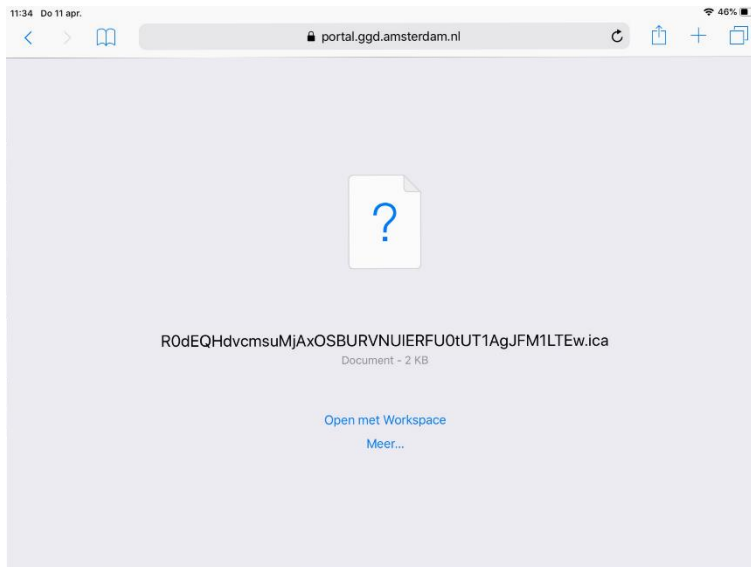 11:34 Do 11 apr. 46%
portal.ggd.amsterdam.nl
?
R0dEQHdvcmsuMjAxOSBURVNUIERFU0tUT1AgJFM1LTEw.ica
Document - 2 KB
Open met Workspace
Meer...